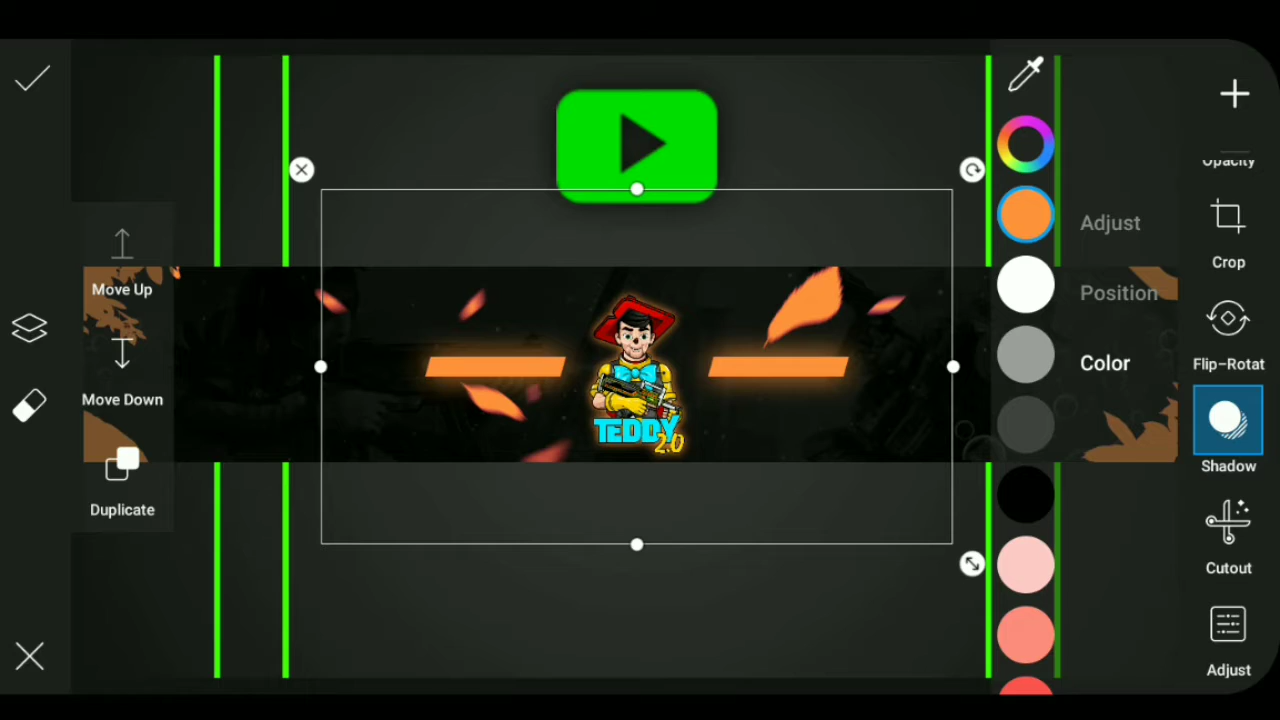 Opacity
Adjust
Move Up
Position
Crop
Color
Flip-Rotat
Move Down
TEDDY
2.0
Shadow
Duplicate
Cutout
Adjust